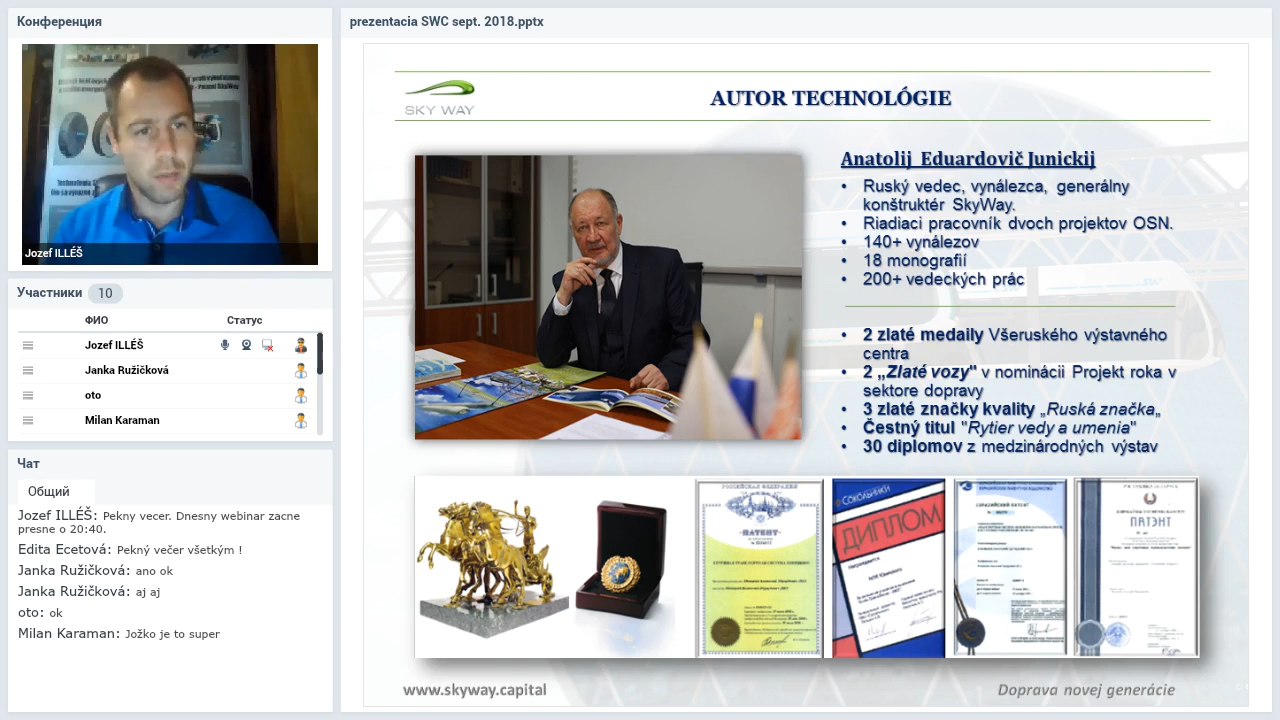 Конференция
Jozef ILLÉŠ
Участники 10
ФИО Статус
Jozef ILLÉŠ
Janka Ružičková
oto
Milan Karaman
Чат
Общий
Jozef ILLÉŠ: Pekny vecer. Dnesny webinar zacne
presne o 20:40.
Edita Ecetová: Pekný večer všetkým !
Janka Ružičková: ano ok
Janka Ružičková: aj aj
oto: ok
Milan Karaman: Jožko je to super
prezentacia SWC sept. 2018.pptx
SKY WAY
AUTOR TECHNOLÓGIE
Anatolij Eduardovič Junickij
• Ruský vedec, vynálezca, generálny
konštruktér SkyWay.
• Riadiaci pracovník dvoch projektov OSN.
• 140+ vynálezov
• 18 monografií
• 200+ vedeckých prác
• 2 zlaté medaily Všeruského výstavného
centra
• 2 „Zlaté vozy" v nominácii Projekt roka v
sektore dopravy
• 3 zlaté značky kvality „Ruská značka„
• Čestný titul "Rytier vedy a umenia"
• 30 diplomov z medzinárodných výstav
ПАТЕНТ
СОКОЛЬНИКИ
ДИПЛОМ
ПАТЭНТ
www.skyway.capital
Doprava novej generácie